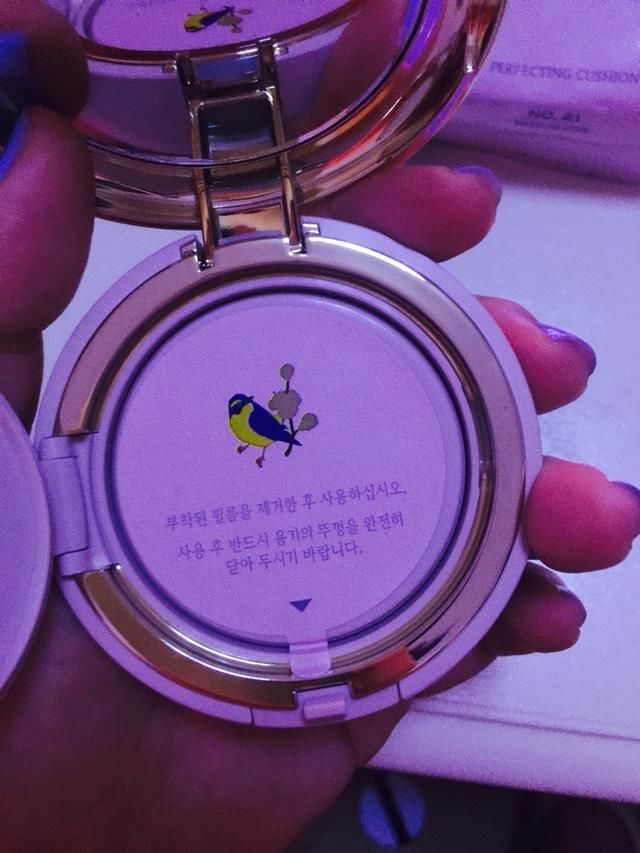 PERFECTING CUSHION
NO. 21
부착된 필름을 제거한 후 사용하십시오.
사용 후 반드시 용기의 뚜껑을 완전히
닫아 두시기 바랍니다.